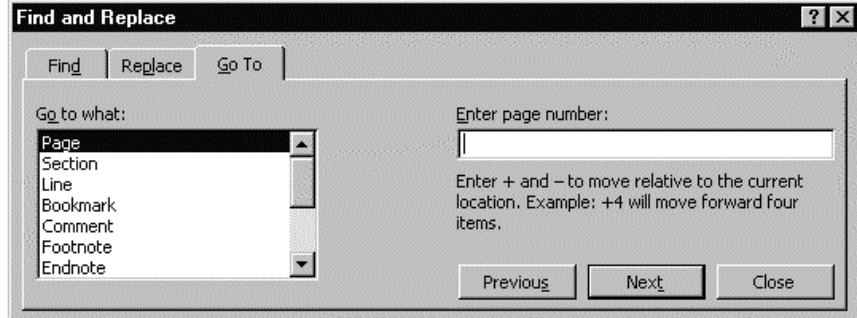 Find and Replace
Find Replace Go To
Go to what:
Page
Section
Line
Bookmark
Comment
Footnote
Endnote
Enter page number:
Enter + and – to move relative to the current
location. Example: +4 will move forward four
items.
Previous Next Close